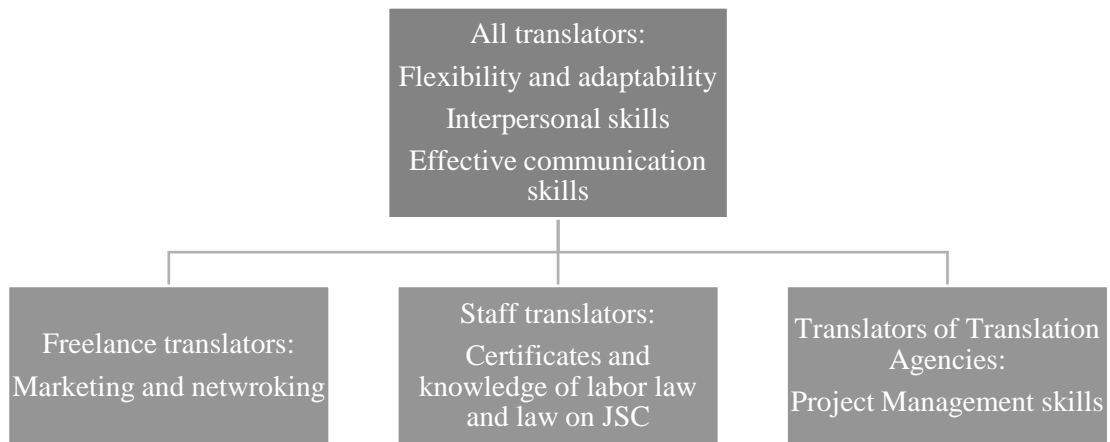 All translators:
Flexibility and adaptability
Interpersonal skills
Effective communication
skills
Freelance translators:
Marketing and netwroking
Staff translators:
Certificates and
knowledge of labor law
and law on JSC
Translators of Translation
Agencies:
Project Management skills